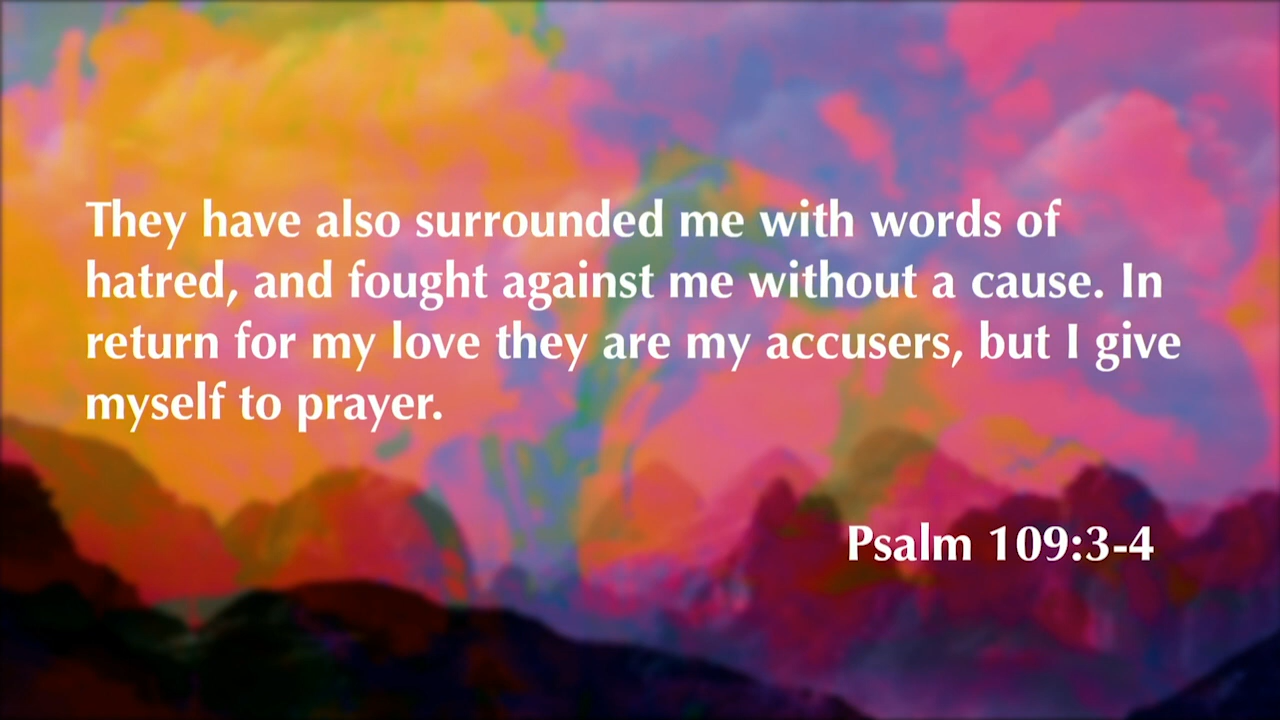 They have also surrounded me with words of
hatred, and fought against me without a cause. In
return for my love they are my accusers, but I give
myself to prayer.
Psalm 109:3-4